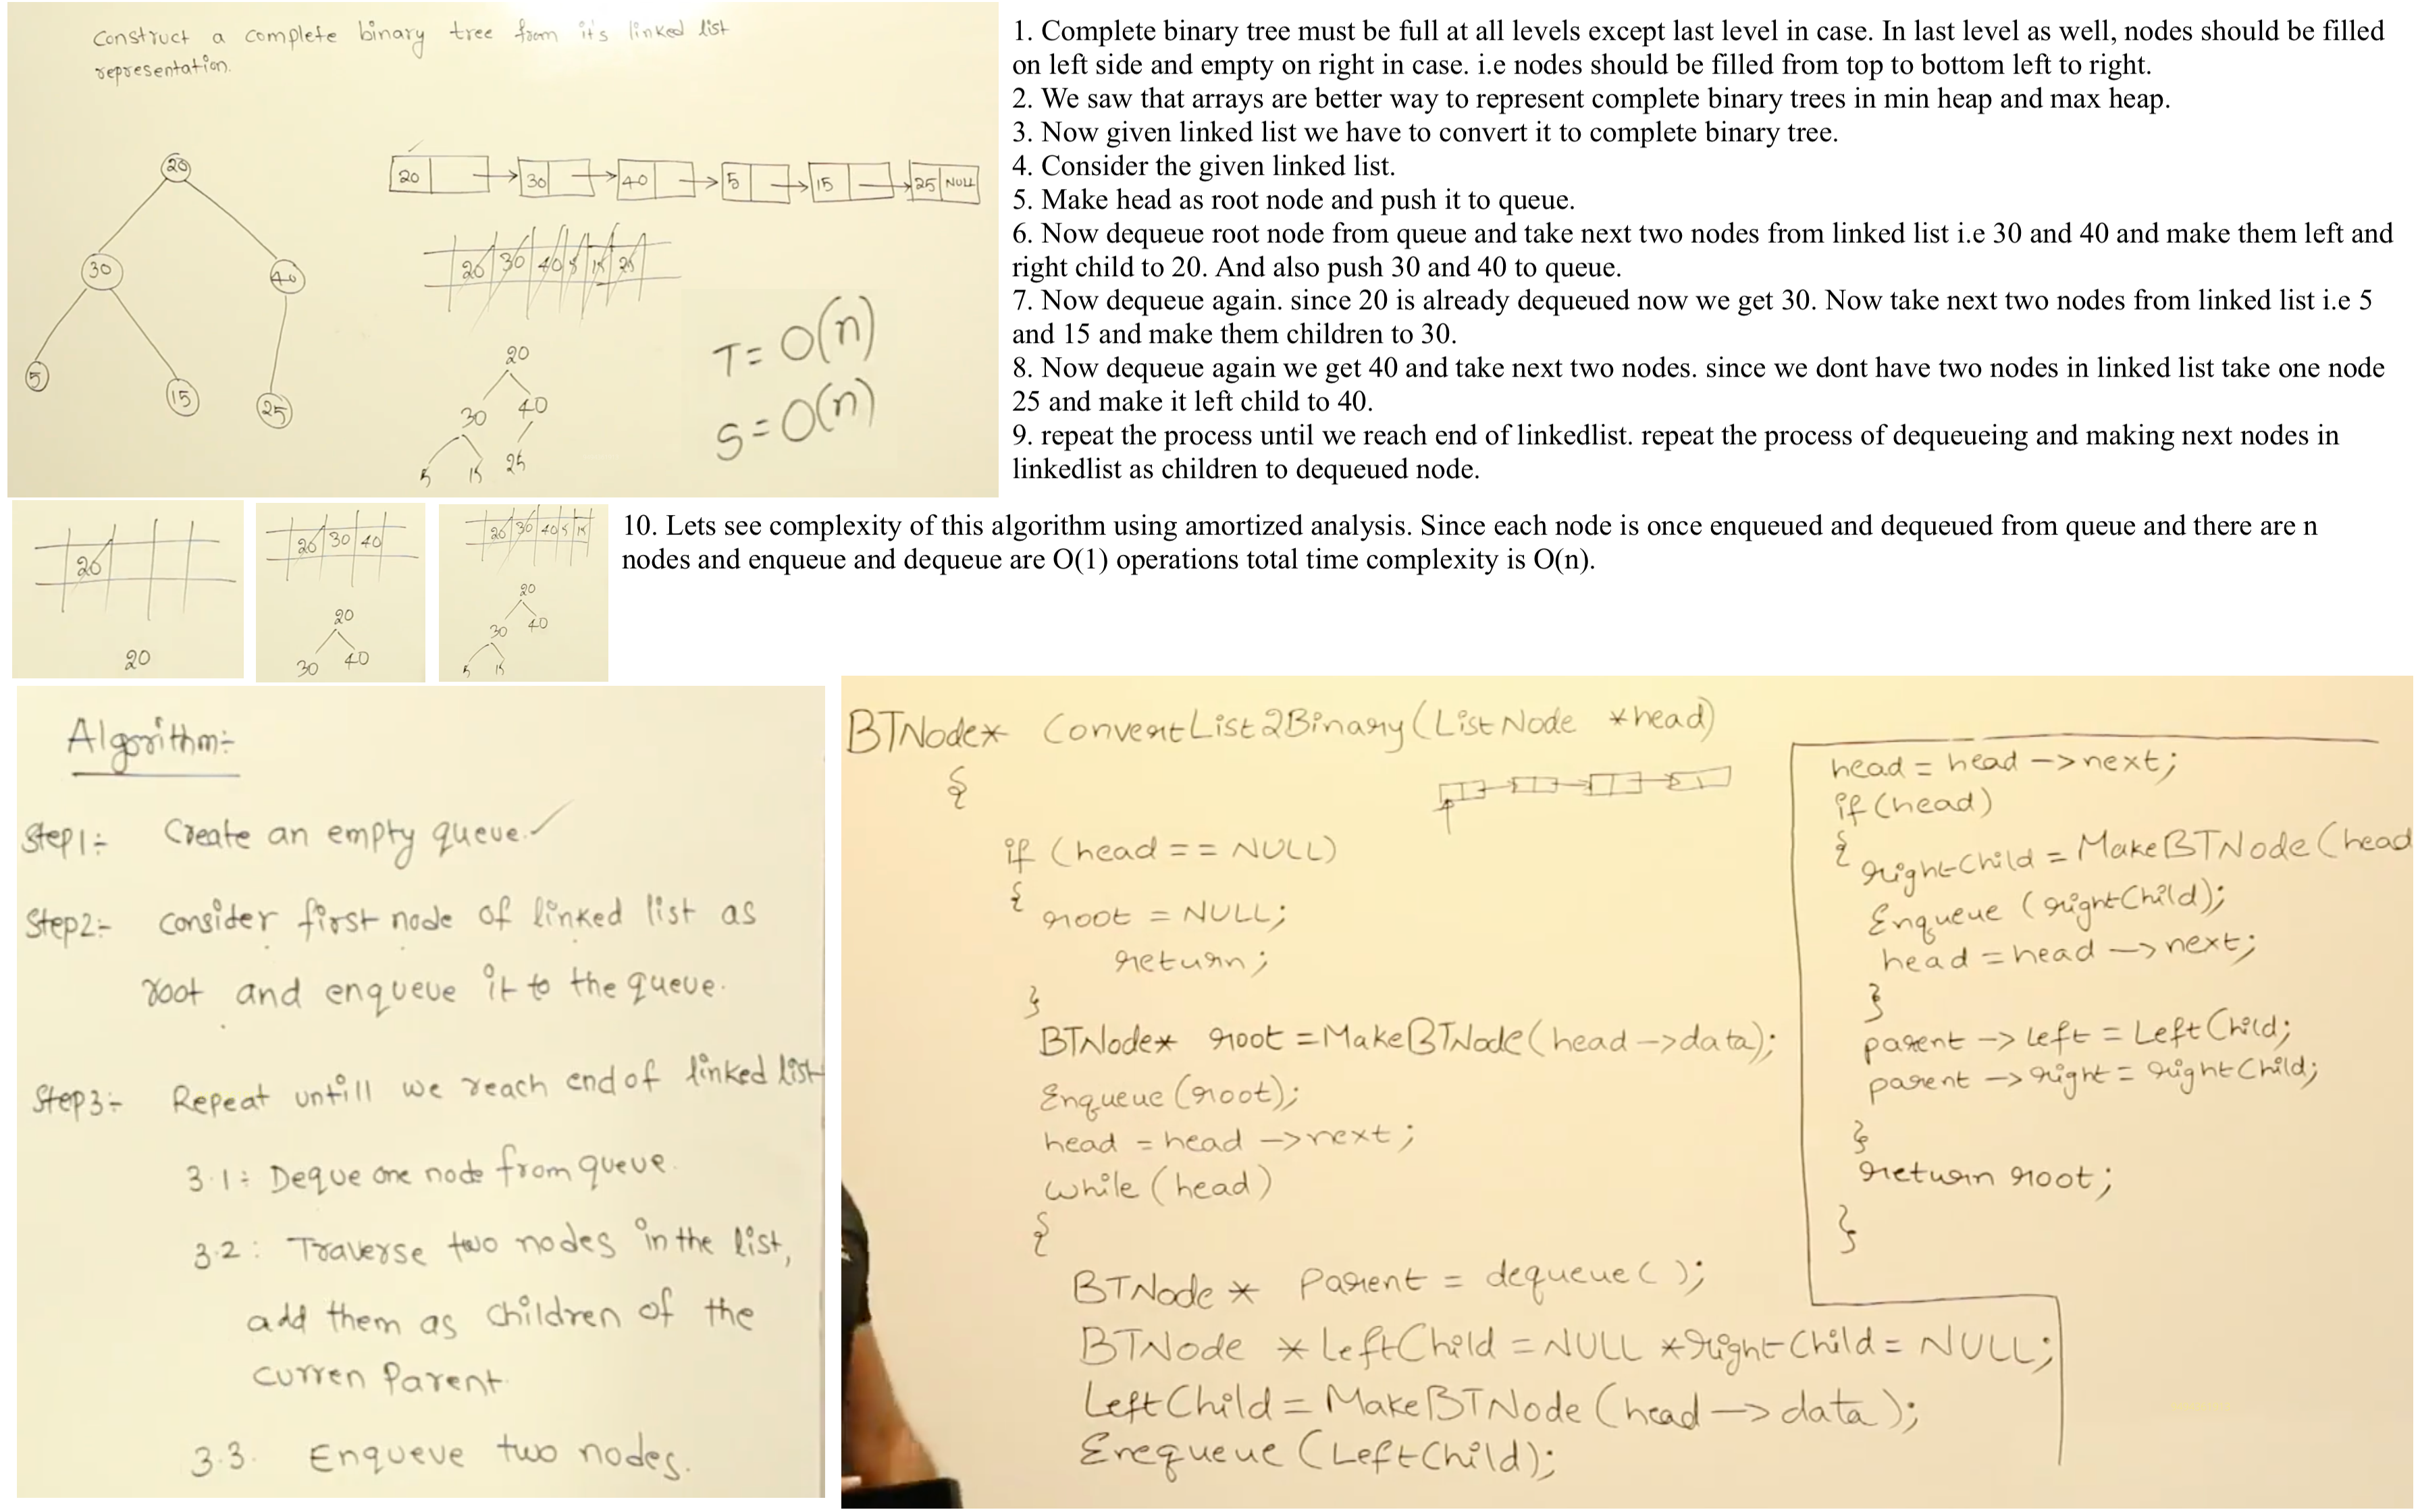 Construct a complete binary tree from it's linked list
representation.
20
30
40
5
15
25
20 30 40 5 15 25 NULL
20 30 40 5 15 25
20
30 40
5 15 25
T = O(n)
S = O(n)
1. Complete binary tree must be full at all levels except last level in case. In last level as well, nodes should be filled
on left side and empty on right in case. i.e nodes should be filled from top to bottom left to right.
2. We saw that arrays are better way to represent complete binary trees in min heap and max heap.
3. Now given linked list we have to convert it to complete binary tree.
4. Consider the given linked list.
5. Make head as root node and push it to queue.
6. Now dequeue root node from queue and take next two nodes from linked list i.e 30 and 40 and make them left and
right child to 20. And also push 30 and 40 to queue.
7. Now dequeue again. since 20 is already dequeued now we get 30. Now take next two nodes from linked list i.e 5
and 15 and make them children to 30.
8. Now dequeue again we get 40 and take next two nodes. since we dont have two nodes in linked list take one node
25 and make it left child to 40.
9. repeat the process until we reach end of linkedlist. repeat the process of dequeueing and making next nodes in
linkedlist as children to dequeued node.
20
20
20 30 40
20
30 40
20 30 40 5 15
20
30 40
5 15
10. Lets see complexity of this algorithm using amortized analysis. Since each node is once enqueued and dequeued from queue and there are n
nodes and enqueue and dequeue are O(1) operations total time complexity is O(n).
Algorithm:-
Step1:- Create an empty queue.
Step2:- Consider first node of linked list as
root and enqueue it to the queue.
Step3:- Repeat untill we reach end of linked list
3.1: Deque one node from queue.
3.2: Traverse two nodes in the list,
add them as children of the
curren Parent.
3.3. Enqueue two nodes.
BTNode* ConvertList2Binary(ListNode *head)
{
if (head == NULL)
{
root = NULL;
return;
}
BTNode* root = MakeBTNode(head ->data);
Enqueue (root);
head = head ->next;
while (head)
{
BTNode * Parent = dequeue( );
BTNode * LeftChild = NULL *rightChild = NULL;
LeftChild = MakeBTNode (head -> data);
Enequeue (LeftChild);
head = head ->next;
if (head)
{
rightChild = MakeBTNode (head
Enqueue (rightChild);
head = head -> next;
}
parent -> left = LeftChild;
parent -> right = rightChild;
}
return root;
}